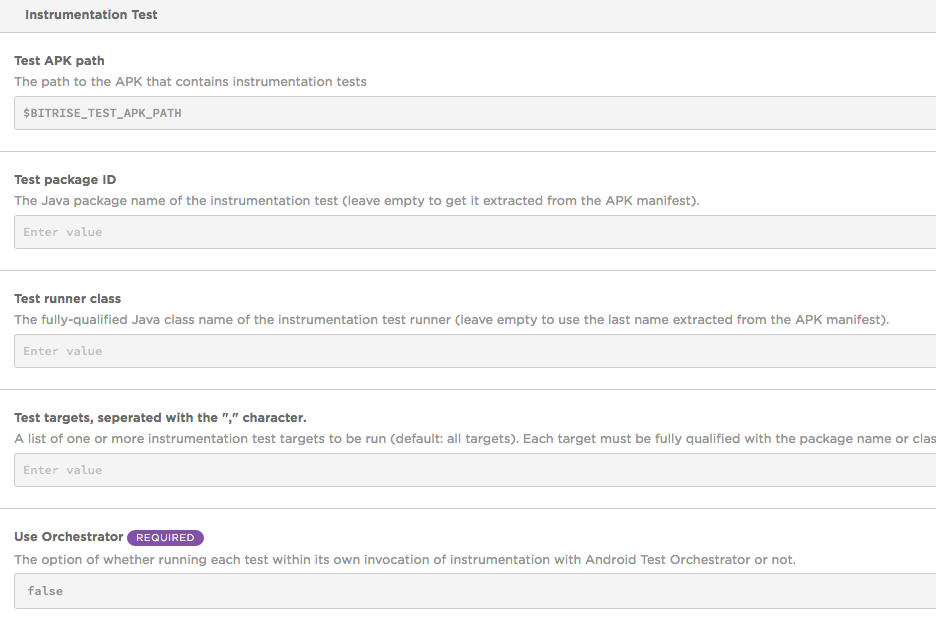 Instrumentation Test
Test APK path
The path to the APK that contains instrumentation tests
$BITRISE_TEST_APK_PATH
Test package ID
The Java package name of the instrumentation test (leave empty to get it extracted from the APK manifest).
Enter value
Test runner class
The fully-qualified Java class name of the instrumentation test runner (leave empty to use the last name extracted from the APK manifest).
Enter value
Test targets, seperated with the "," character.
A list of one or more instrumentation test targets to be run (default: all targets). Each target must be fully qualified with the package name or clas
Enter value
Use Orchestrator REQUIRED
The option of whether running each test within its own invocation of instrumentation with Android Test Orchestrator or not.
false